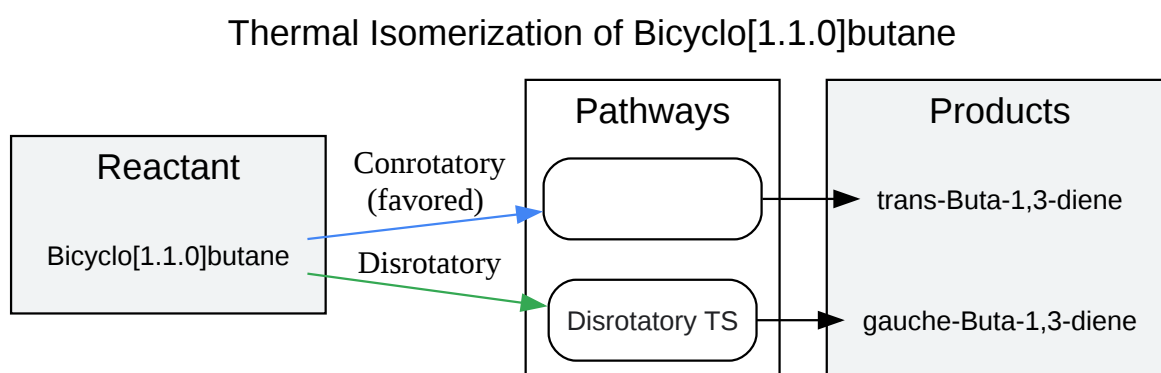 Thermal Isomerization of Bicyclo[1.1.0]butane
Reactant
Bicyclo[1.1.0]butane
Conrotatory
(favored)
Disrotatory
Pathways
Disrotatory TS
Products
trans-Buta-1,3-diene
gauche-Buta-1,3-diene